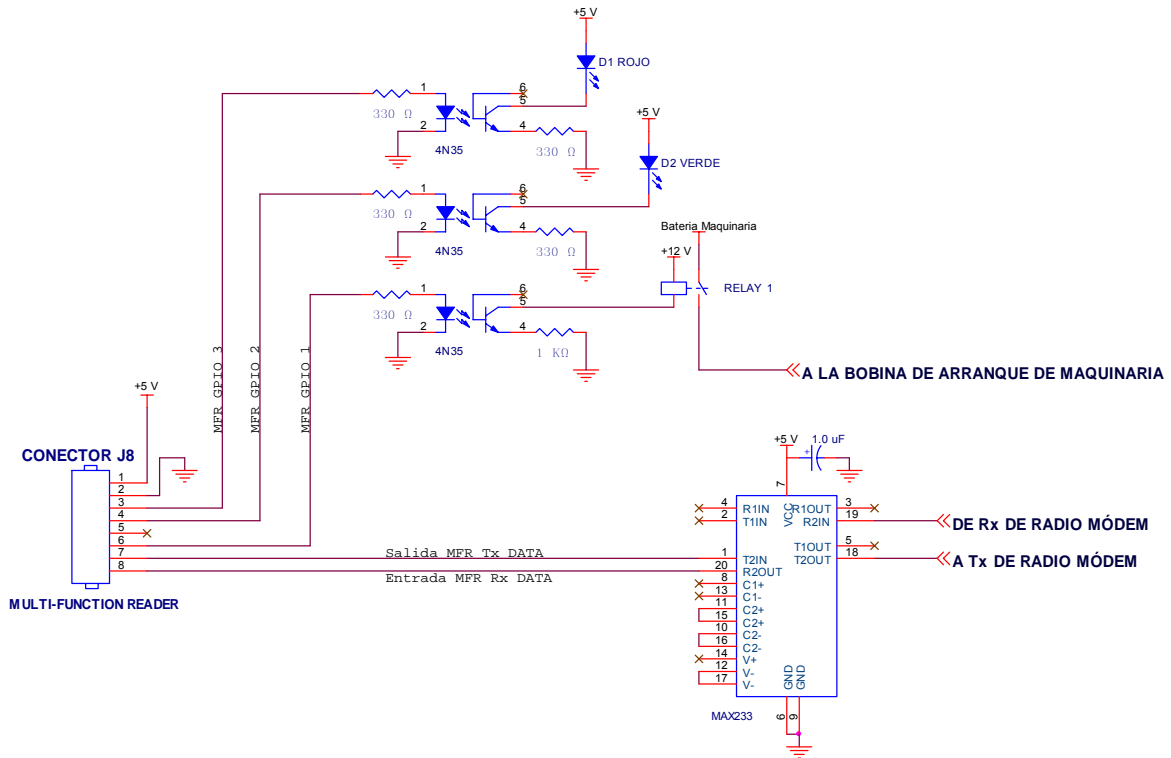 +5 V
D1 ROJO
1
6
5
330 Ω
2
4
4N35
330 Ω
+5 V
D2 VERDE
1
6
5
330 Ω
2
4
4N35
330 Ω
Bateria Maquinaria
+12 V
RELAY 1
1
6
5
330 Ω
2
4
4N35
1 KΩ
MFR GPIO 3
MFR GPIO 2
MFR GPIO 1
A LA BOBINA DE ARRANQUE DE MAQUINARIA
+5 V
CONECTOR J8
1
2
3
4
5
6
7
8
MULTI-FUNCTION READER
Salida MFR Tx DATA
Entrada MFR Rx DATA
+5 V
1.0 uF
+
7
VCC
4 R1IN
2 T1IN
1 T2IN
20 R2OUT
8 C1+
13 C1-
11 C2+
15 C2+
10 C2-
16 C2-
14 V+
12 V-
17 V-
R1OUT 3
R2IN 19
T1OUT 5
T2OUT 18
DE Rx DE RADIO MÓDEM
A Tx DE RADIO MÓDEM
GND
GND
6
9
MAX233